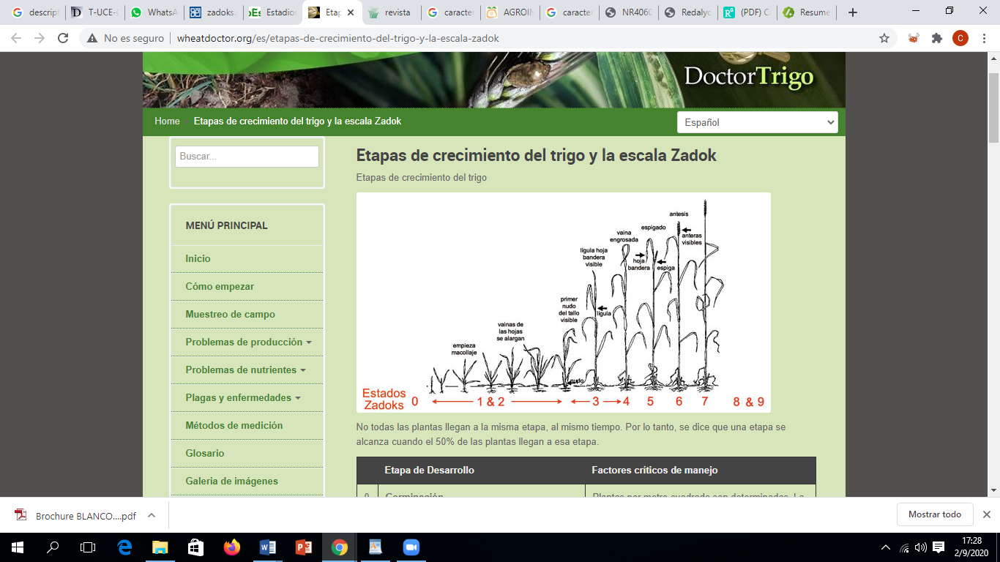 descript
T-UCE-
WhatsA
zadoks.
Estadios
Etap
revista
caracter
AGROIN
caracter
NR4060
Redalyc
(PDF) C
Resume
No es seguro
wheatdoctor.org/es/etapas-de-crecimiento-del-trigo-y-la-escala-zadok
C
DoctorTrigo
Home
Etapas de crecimiento del trigo y la escala Zadok
Español
Buscar...
MENÚ PRINCIPAL
Inicio
Cómo empezar
Muestreo de campo
Problemas de producción
Problemas de nutrientes
Plagas y enfermedades
Métodos de medición
Glosario
Galeria de imágenes
Etapas de crecimiento del trigo y la escala Zadok
Etapas de crecimiento del trigo
empieza
macollaje
vainas de
las hojas
se alargan
primer
nudo
del tallo
visible
nudo
lígula hoja
bandera
visible
lígula
vaina
engrosada
espigado
hoja
bandera
espiga
antesis
anteras
visibles
Estados
Zadoks
0 1 & 2 3 4 5 6 7 8 & 9
No todas las plantas llegan a la misma etapa, al mismo tiempo. Por lo tanto, se dice que una etapa se
alcanza cuando el 50% de las plantas llegan a esa etapa.
Etapa de Desarrollo Factores críticos de manejo
0 Germinación Plantas por metro cuadrado son determinadas. La
Brochure BLANCO....pdf
Mostrar todo
17:28
2/9/2020